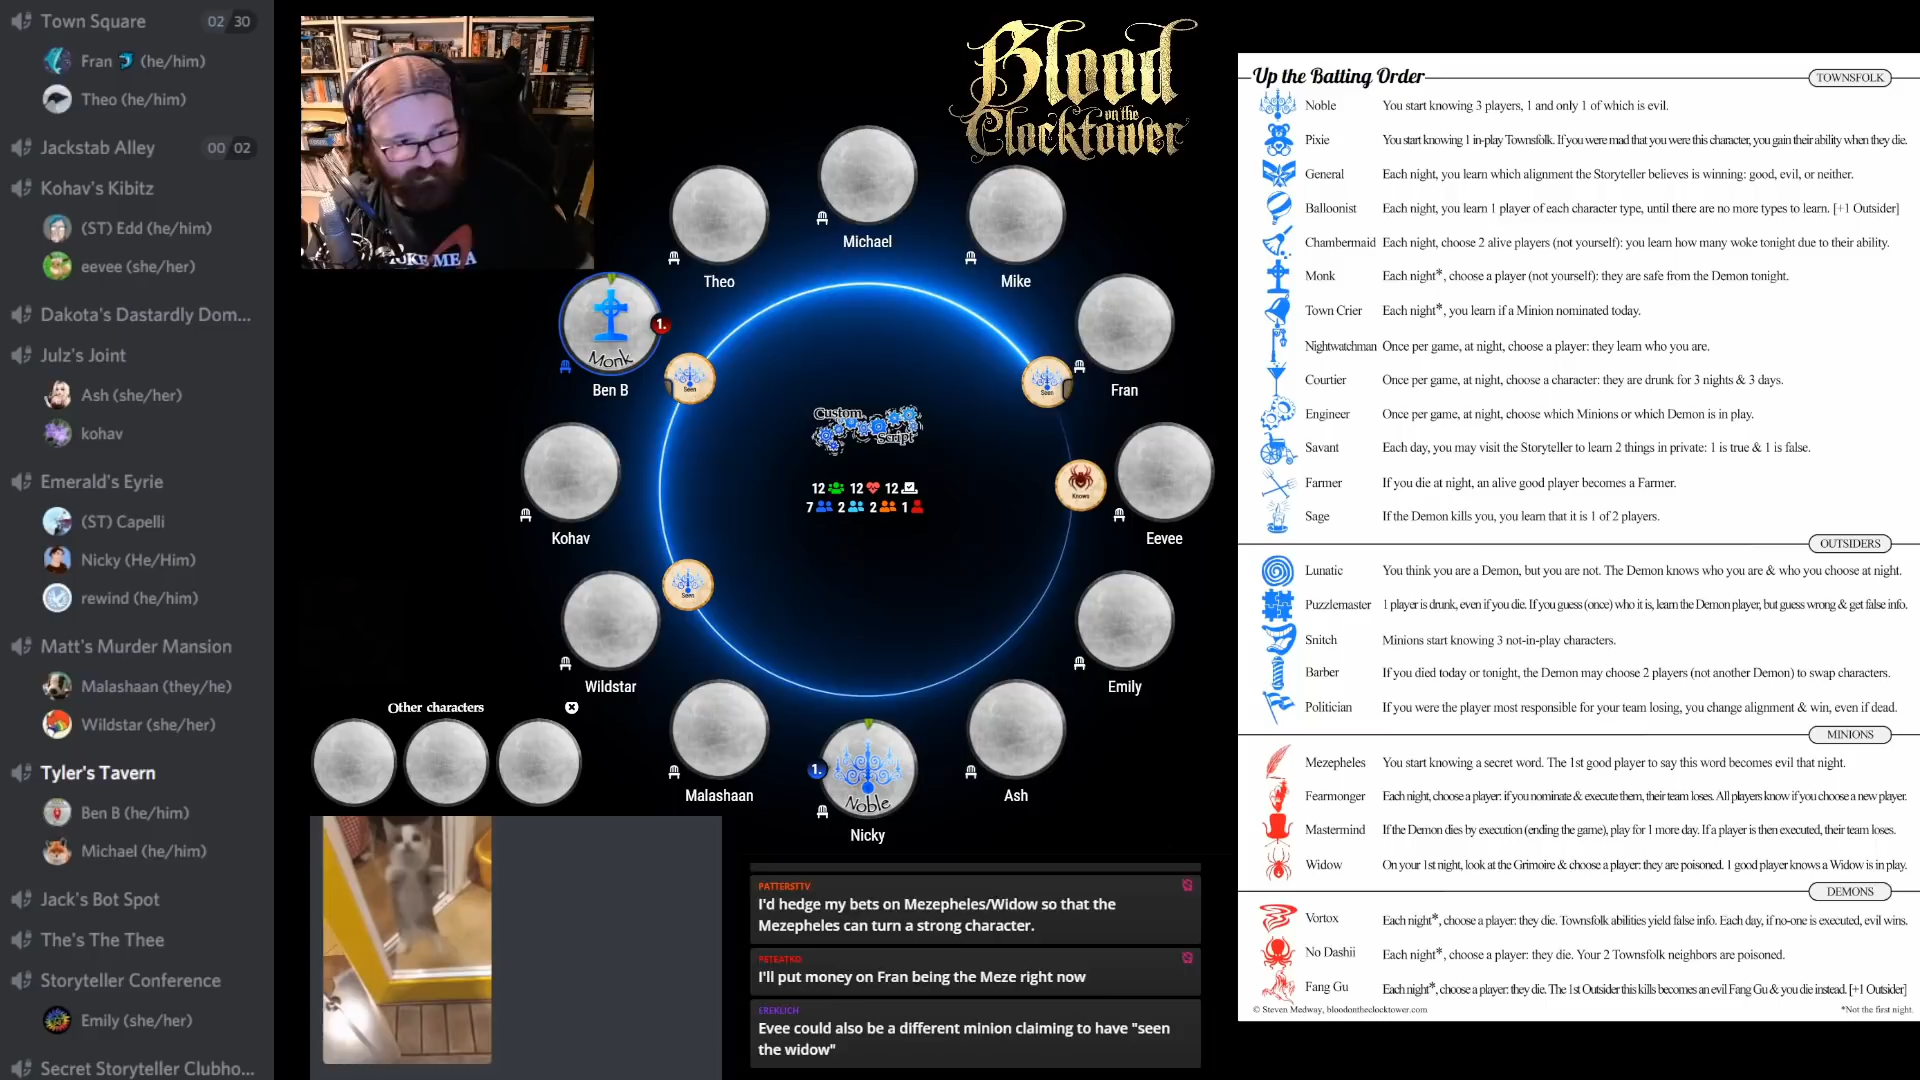 Town Square
02 30
Fran (he/him)
Theo (he/him)
Jackstab Alley
00 02
Kohav's Kibitz
(ST) Edd (he/him)
eevee (she/her)
Dakota's Dastardly Dom...
Julz's Joint
Ash (she/her)
kohav
Emerald's Eyrie
(ST) Capelli
Nicky (He/Him)
rewind (he/him)
Matt's Murder Mansion
Malashaan (they/he)
Wildstar (she/her)
Tyler's Tavern
Ben B (he/him)
Michael (he/him)
Jack's Bot Spot
The's The Thee
Storyteller Conference
Emily (she/her)
Secret Storyteller Clubho...
Blood
on the
Clocktower
Michael
Theo
Mike
Monk
1.
Ben B
Seen
Seen
Fran
Custom
Script
12 12 12
7 2 2 1
Knows
Kohav
Eevee
Seen
Wildstar
Emily
Other characters
Malashaan
1.
Noble
Nicky
Ash
PATTERSTTV
I'd hedge my bets on Mezepheles/Widow so that the
Mezepheles can turn a strong character.
PETEATKO
I'll put money on Fran being the Meze right now
EREKLICH
Evee could also be a different minion claiming to have "seen
the widow"
Up the Batting Order
TOWNSFOLK
Noble You start knowing 3 players, 1 and only 1 of which is evil.
Pixie You start knowing 1 in-play Townsfolk. If you were mad that you were this character, you gain their ability when they die.
General Each night, you learn which alignment the Storyteller believes is winning: good, evil, or neither.
Balloonist Each night, you learn 1 player of each character type, until there are no more types to learn. [+1 Outsider]
Chambermaid Each night, choose 2 alive players (not yourself): you learn how many woke tonight due to their ability.
Monk Each night*, choose a player (not yourself): they are safe from the Demon tonight.
Town Crier Each night*, you learn if a Minion nominated today.
Nightwatchman Once per game, at night, choose a player: they learn who you are.
Courtier Once per game, at night, choose a character: they are drunk for 3 nights & 3 days.
Engineer Once per game, at night, choose which Minions or which Demon is in play.
Savant Each day, you may visit the Storyteller to learn 2 things in private: 1 is true & 1 is false.
Farmer If you die at night, an alive good player becomes a Farmer.
Sage If the Demon kills you, you learn that it is 1 of 2 players.
OUTSIDERS
Lunatic You think you are a Demon, but you are not. The Demon knows who you are & who you choose at night.
Puzzlemaster 1 player is drunk, even if you die. If you guess (once) who it is, learn the Demon player, but guess wrong & get false info.
Snitch Minions start knowing 3 not-in-play characters.
Barber If you died today or tonight, the Demon may choose 2 players (not another Demon) to swap characters.
Politician If you were the player most responsible for your team losing, you change alignment & win, even if dead.
MINIONS
Mezepheles You start knowing a secret word. The 1st good player to say this word becomes evil that night.
Fearmonger Each night, choose a player: if you nominate & execute them, their team loses. All players know if you choose a new player.
Mastermind If the Demon dies by execution (ending the game), play for 1 more day. If a player is then executed, their team loses.
Widow On your 1st night, look at the Grimoire & choose a player: they are poisoned. 1 good player knows a Widow is in play.
DEMONS
Vortox Each night*, choose a player: they die. Townsfolk abilities yield false info. Each day, if no-one is executed, evil wins.
No Dashii Each night*, choose a player: they die. Your 2 Townsfolk neighbors are poisoned.
Fang Gu Each night*, choose a player: they die. The 1st Outsider this kills becomes an evil Fang Gu & you die instead. [+1 Outsider]
© Steven Medway, bloodontheclocktower.com
*Not the first night.